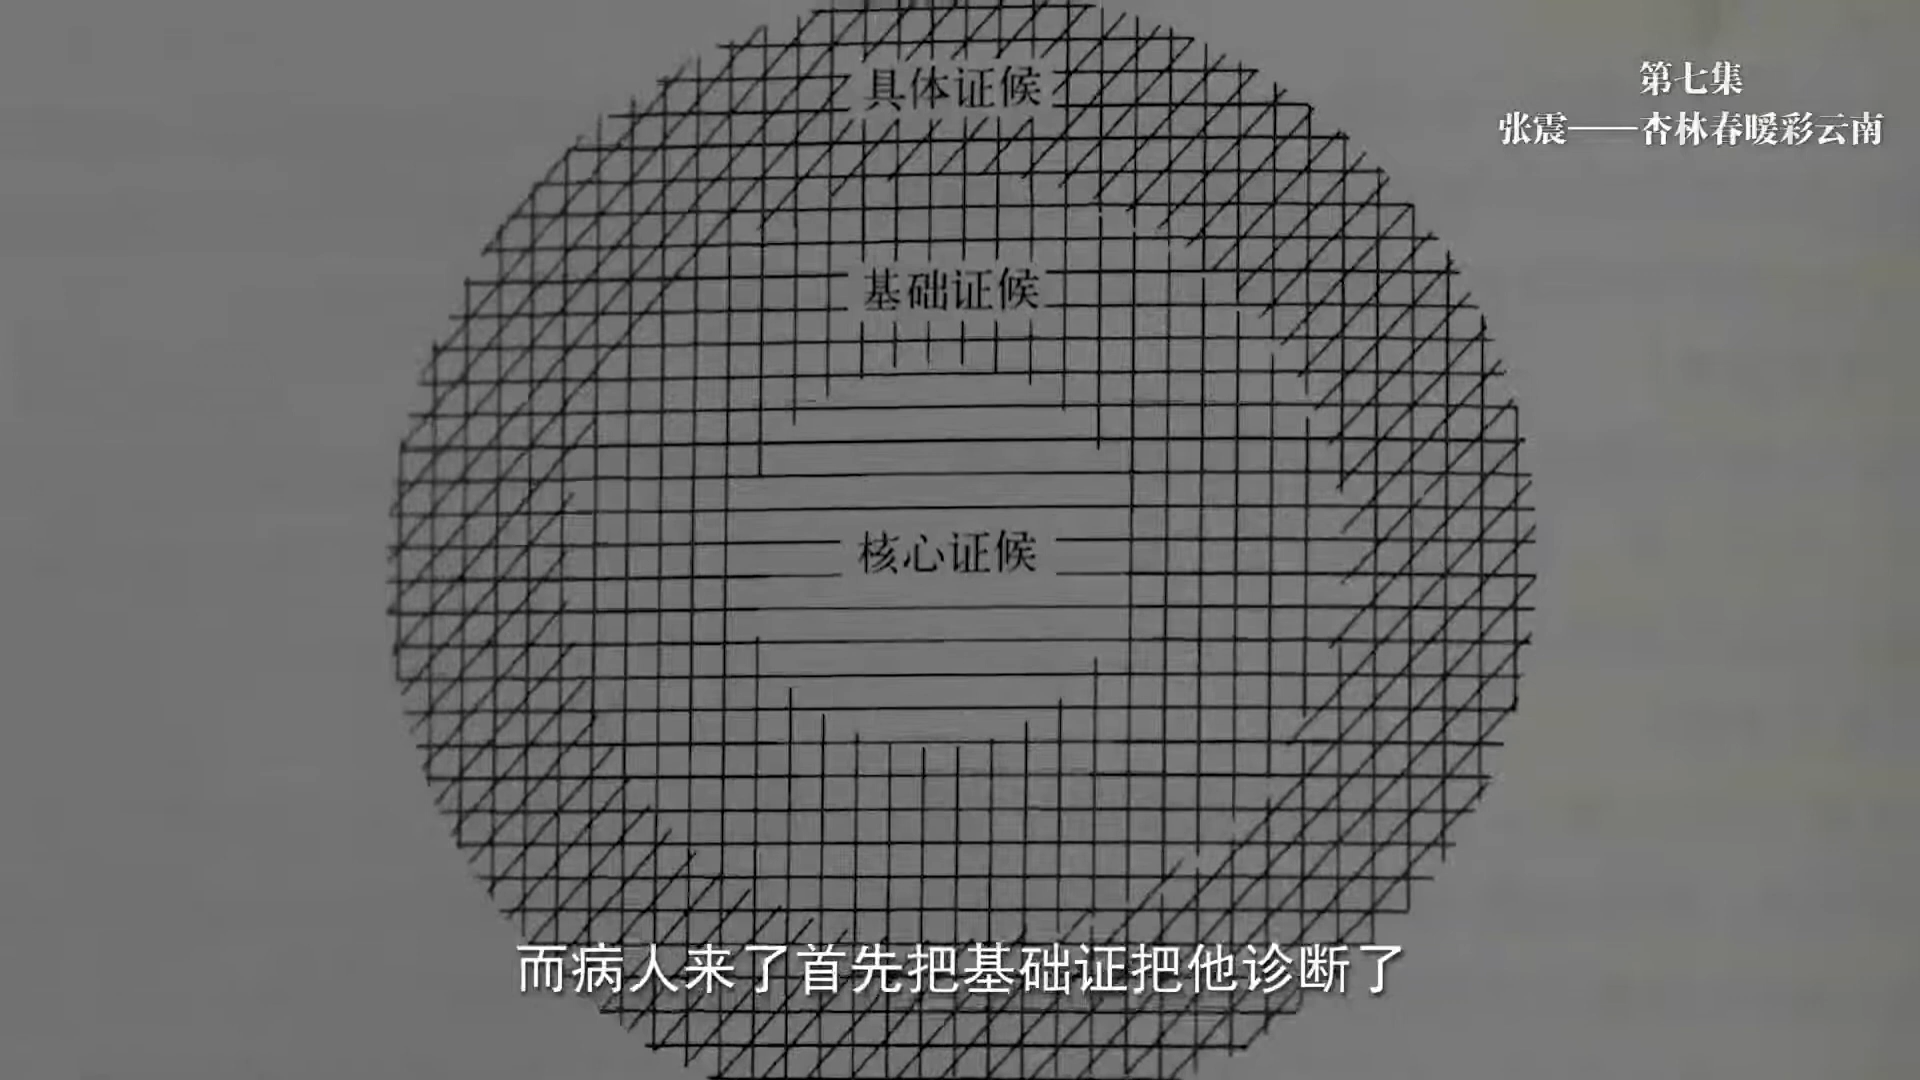 第七集
张震——杏林春暖彩云南
具体证候
基础证候
核心证候
而病人来了首先把基础证把他诊断了